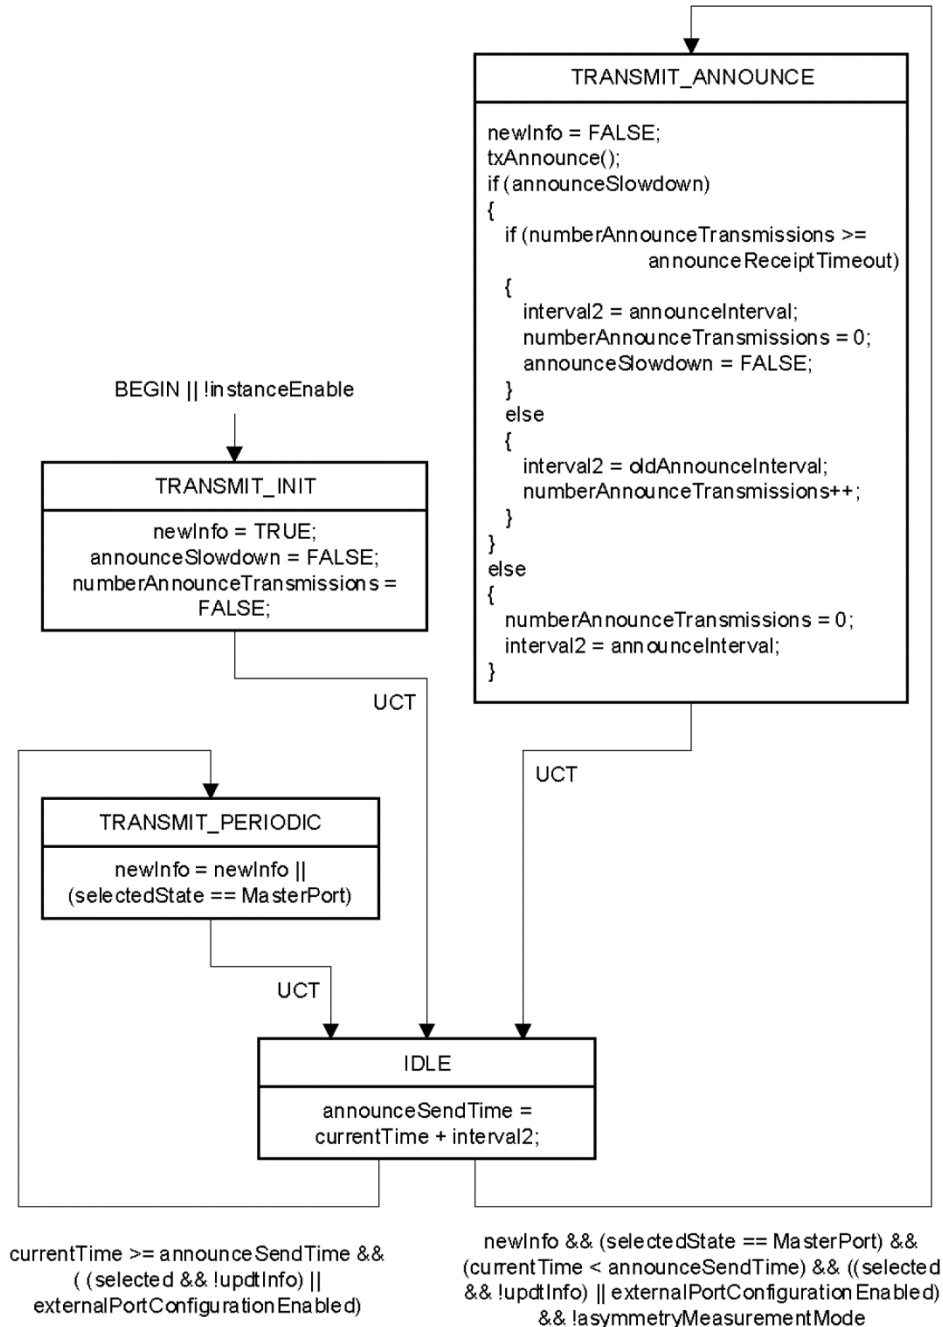 TRANSMIT_ANNOUNCE
newInfo = FALSE;
txAnnounce();
if (announceSlowdown)
{
if (numberAnnounceTransmissions >=
announceReceiptTimeout)
{
interval2 = announceInterval;
numberAnnounceTransmissions = 0;
announceSlowdown = FALSE;
}
else
{
interval2 = oldAnnounceInterval;
numberAnnounceTransmissions++;
}
}
else
{
numberAnnounceTransmissions = 0;
interval2 = announceInterval;
}
BEGIN || !instanceEnable
TRANSMIT_INIT
newInfo = TRUE;
announceSlowdown = FALSE;
numberAnnounceTransmissions =
FALSE;
UCT
UCT
TRANSMIT_PERIODIC
newInfo = newInfo ||
(selectedState == MasterPort)
UCT
IDLE
announceSendTime =
currentTime + interval2;
currentTime >= announceSendTime &&
( (selected && !updtInfo) ||
externalPortConfigurationEnabled)
newInfo && (selectedState == MasterPort) &&
(currentTime < announceSendTime) && ((selected
&& !updtInfo) || externalPortConfigurationEnabled)
&& !asymmetryMeasurementMode